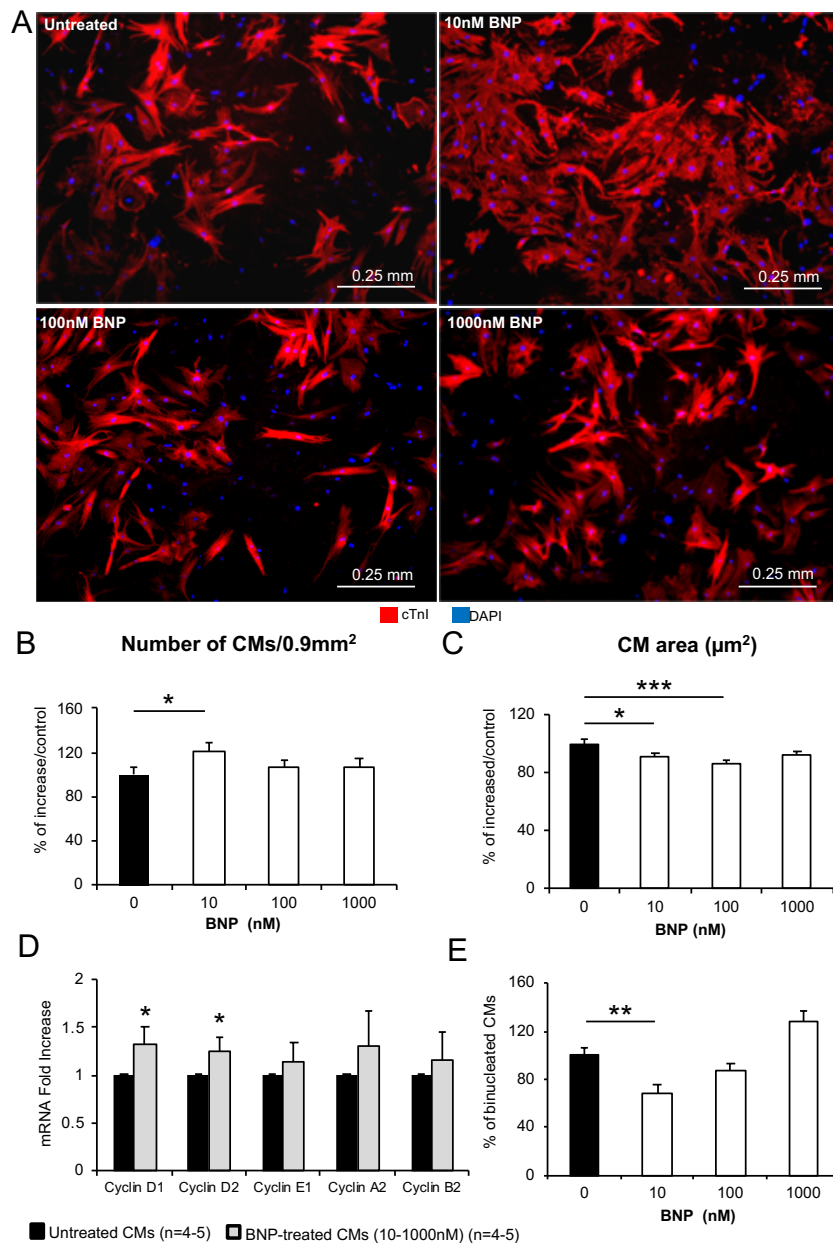 A
Untreated
10nM BNP
0.25 mm
0.25 mm
100nM BNP
1000nM BNP
0.25 mm
0.25 mm
cTnI DAPI
B
Number of CMs/0.9mm²
% of increase/control
160
120
80
40
0
*
0 10 100 1000
BNP (nM)
C
CM area (µm²)
% of increased/control
120
80
40
0
***
*
0 10 100 1000
BNP (nM)
D
mRNA Fold Increase
2
1.5
1
0.5
0
* *
Cyclin D1 Cyclin D2 Cyclin E1 Cyclin A2 Cyclin B2
Untreated CMs (n=4-5) BNP-treated CMs (10-1000nM) (n=4-5)
E
% of binucleated CMs
160
120
80
40
0
**
0 10 100 1000
BNP (nM)